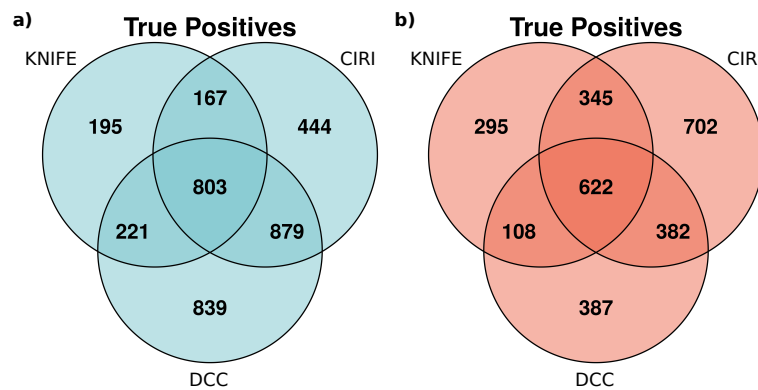 a) True Positives
KNIFE CIRI
167
195 444
803
221 879
839
DCC
b) True Positives
KNIFE CIR
345
295 702
622
108 382
387
DCC